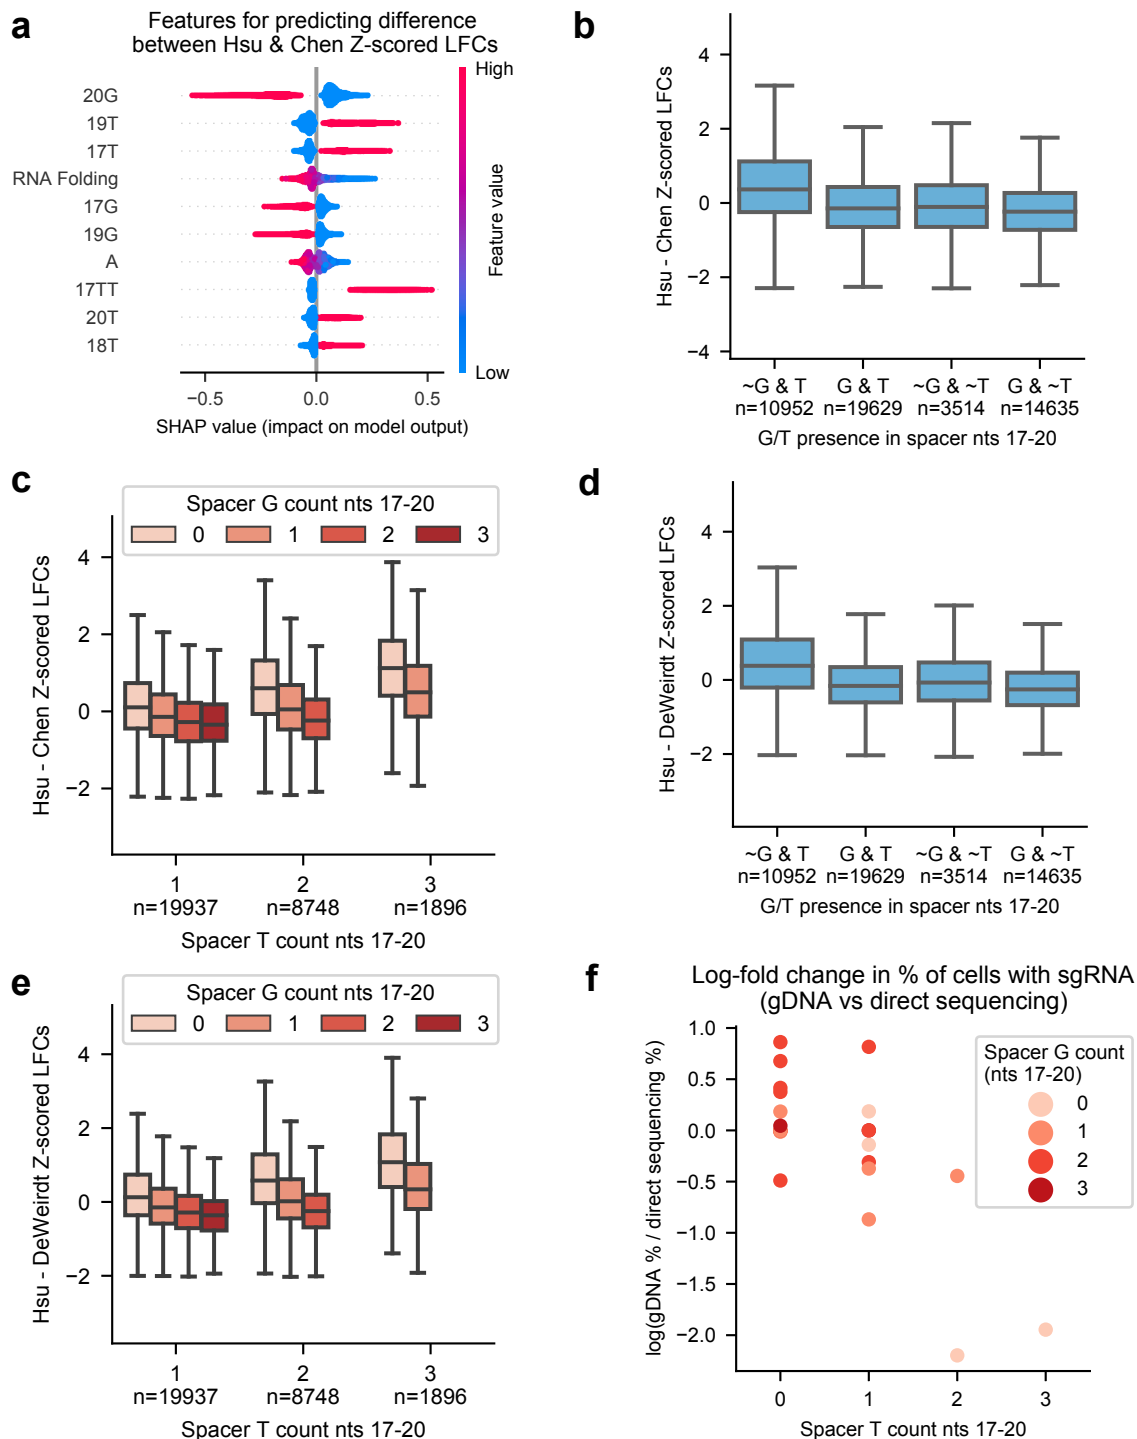 a
Features for predicting difference
between Hsu & Chen Z-scored LFCs
High
20G
19T
17T
RNA Folding
17G
19G
A
17TT
20T
18T
Feature value
Low
−0.5
0.0
0.5
SHAP value (impact on model output)
b
Hsu - Chen Z-scored LFCs
4
2
0
−2
−4
~G & T
n=10952
G & T
n=19629
~G & ~T
n=3514
G & ~T
n=14635
G/T presence in spacer nts 17-20
c
Spacer G count nts 17-20
0
1
2
3
Hsu - Chen Z-scored LFCs
4
2
0
−2
1
n=19937
2
n=8748
3
n=1896
Spacer T count nts 17-20
d
Hsu - DeWeirdt Z-scored LFCs
4
2
0
−2
~G & T
n=10952
G & T
n=19629
~G & ~T
n=3514
G & ~T
n=14635
G/T presence in spacer nts 17-20
e
Spacer G count nts 17-20
0
1
2
3
Hsu - DeWeirdt Z-scored LFCs
4
2
0
−2
1
n=19937
2
n=8748
3
n=1896
Spacer T count nts 17-20
f
Log-fold change in % of cells with sgRNA
(gDNA vs direct sequencing)
log(gDNA % / direct sequencing %)
1.0
0.5
0.0
−0.5
−1.0
−1.5
−2.0
Spacer G count
(nts 17-20)
0
1
2
3
0
1
2
3
Spacer T count nts 17-20